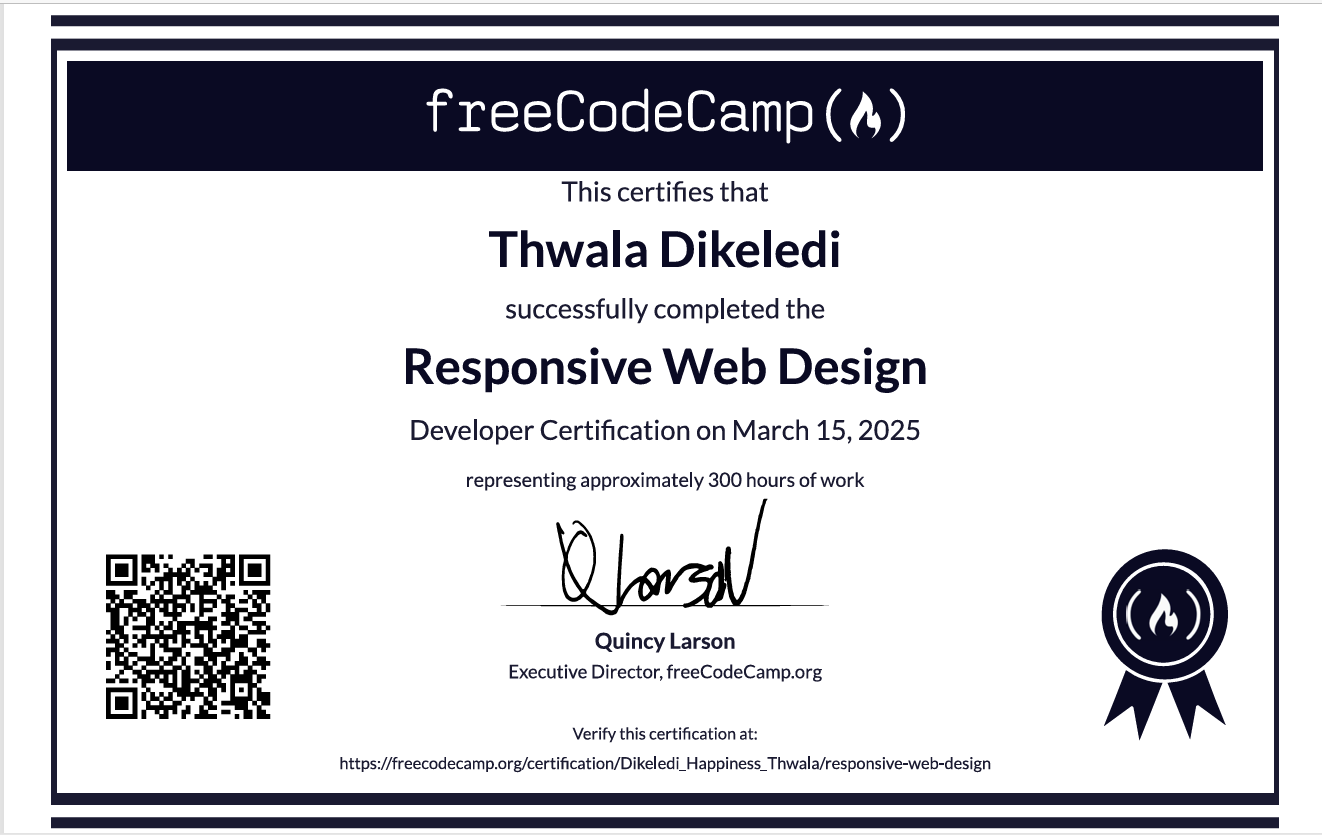 freeCodeCamp
This certifies that
Thwala Dikeledi
successfully completed the
Responsive Web Design
Developer Certification on March 15, 2025
representing approximately 300 hours of work
Q Larson
Quincy Larson
Executive Director, freeCodeCamp.org
Verify this certification at:
https://freecodecamp.org/certification/Dikeledi_Happiness_Thwala/responsive-web-design